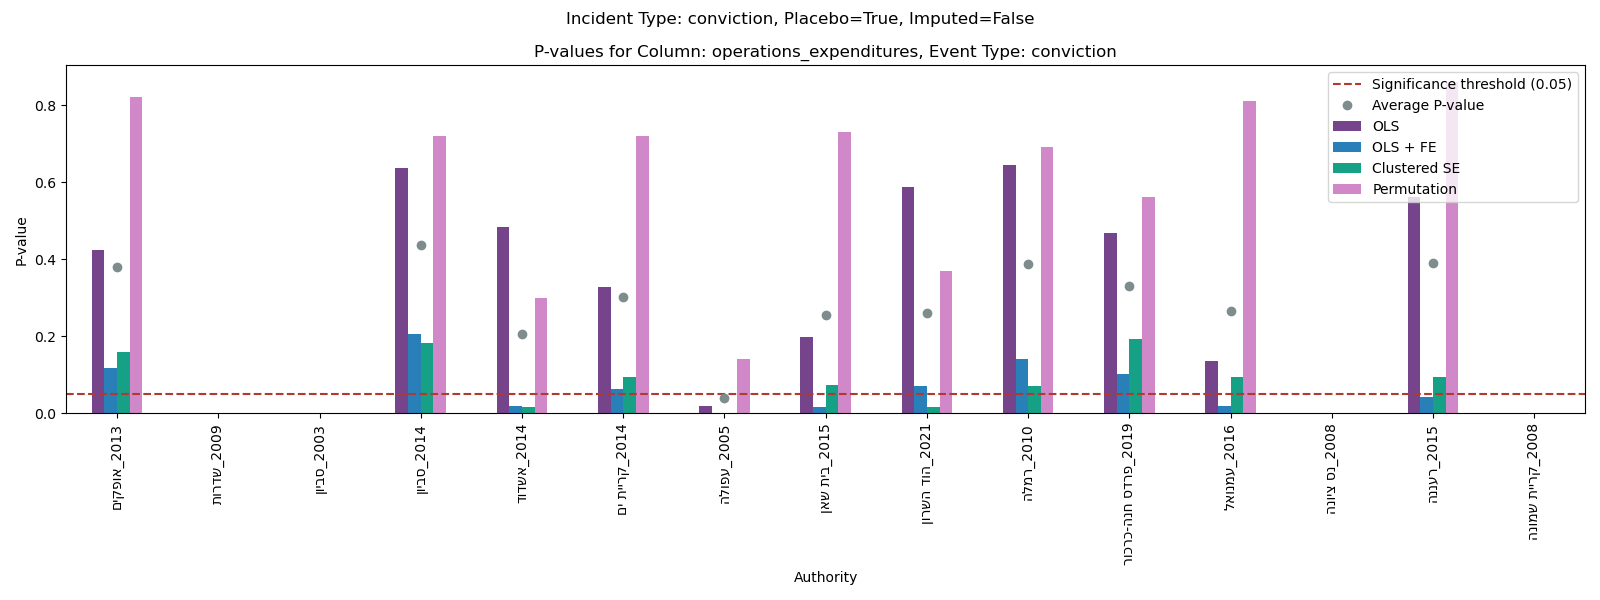 Incident Type: conviction, Placebo=True, Imputed=False
P-values for Column: operations_expenditures, Event Type: conviction
Significance threshold (0.05)
Average P-value
OLS
OLS + FE
Clustered SE
Permutation
P-value
0.8
0.6
0.4
0.2
0.0
אופקים_2013
שדרות_2009
סביון_2003
סביון_2014
אשדוד_2014
קריית ים_2014
עפולה_2005
בית שאן_2015
הוד השרון_2021
רמלה_2010
פרדס חנה-כרכור_2019
עמנואל_2016
נס ציונה_2008
רעננה_2015
קריית שמונה_2008
Authority